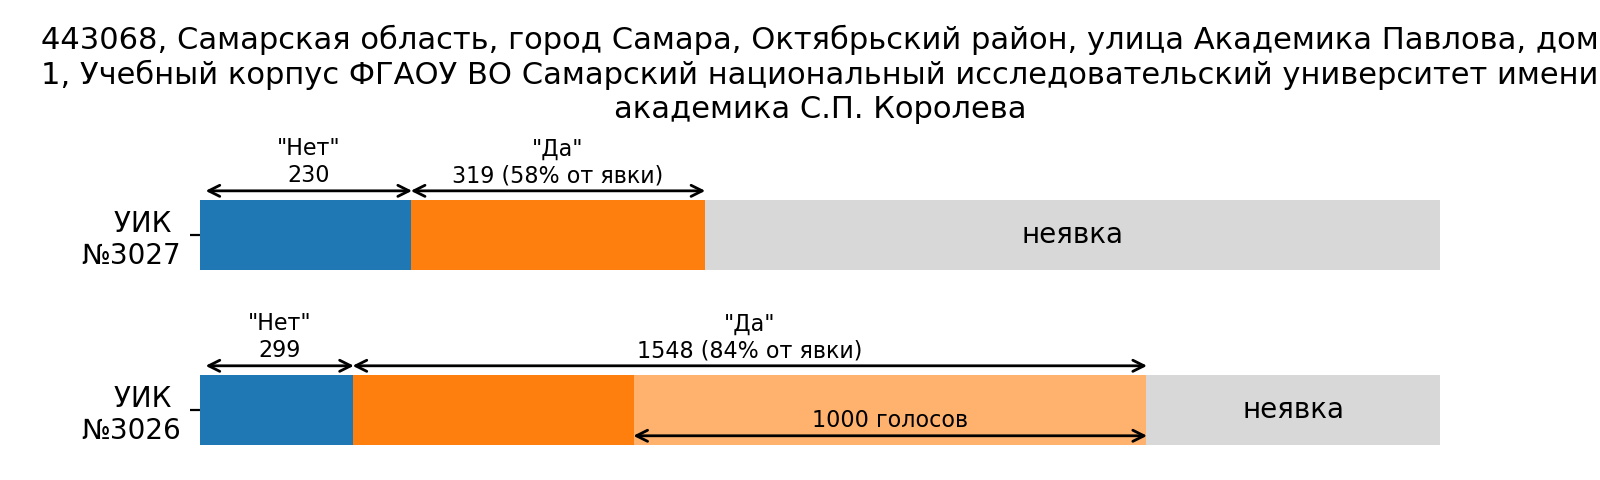 443068, Самарская область, город Самара, Октябрьский район, улица Академика Павлова, дом
1, Учебный корпус ФГАОУ ВО Самарский национальный исследовательский университет имени
академика С.П. Королева
"Нет"
230
"Да"
319 (58% от явки)
УИК
№3027
неявка
"Нет"
299
"Да"
1548 (84% от явки)
УИК
№3026
1000 голосов
неявка